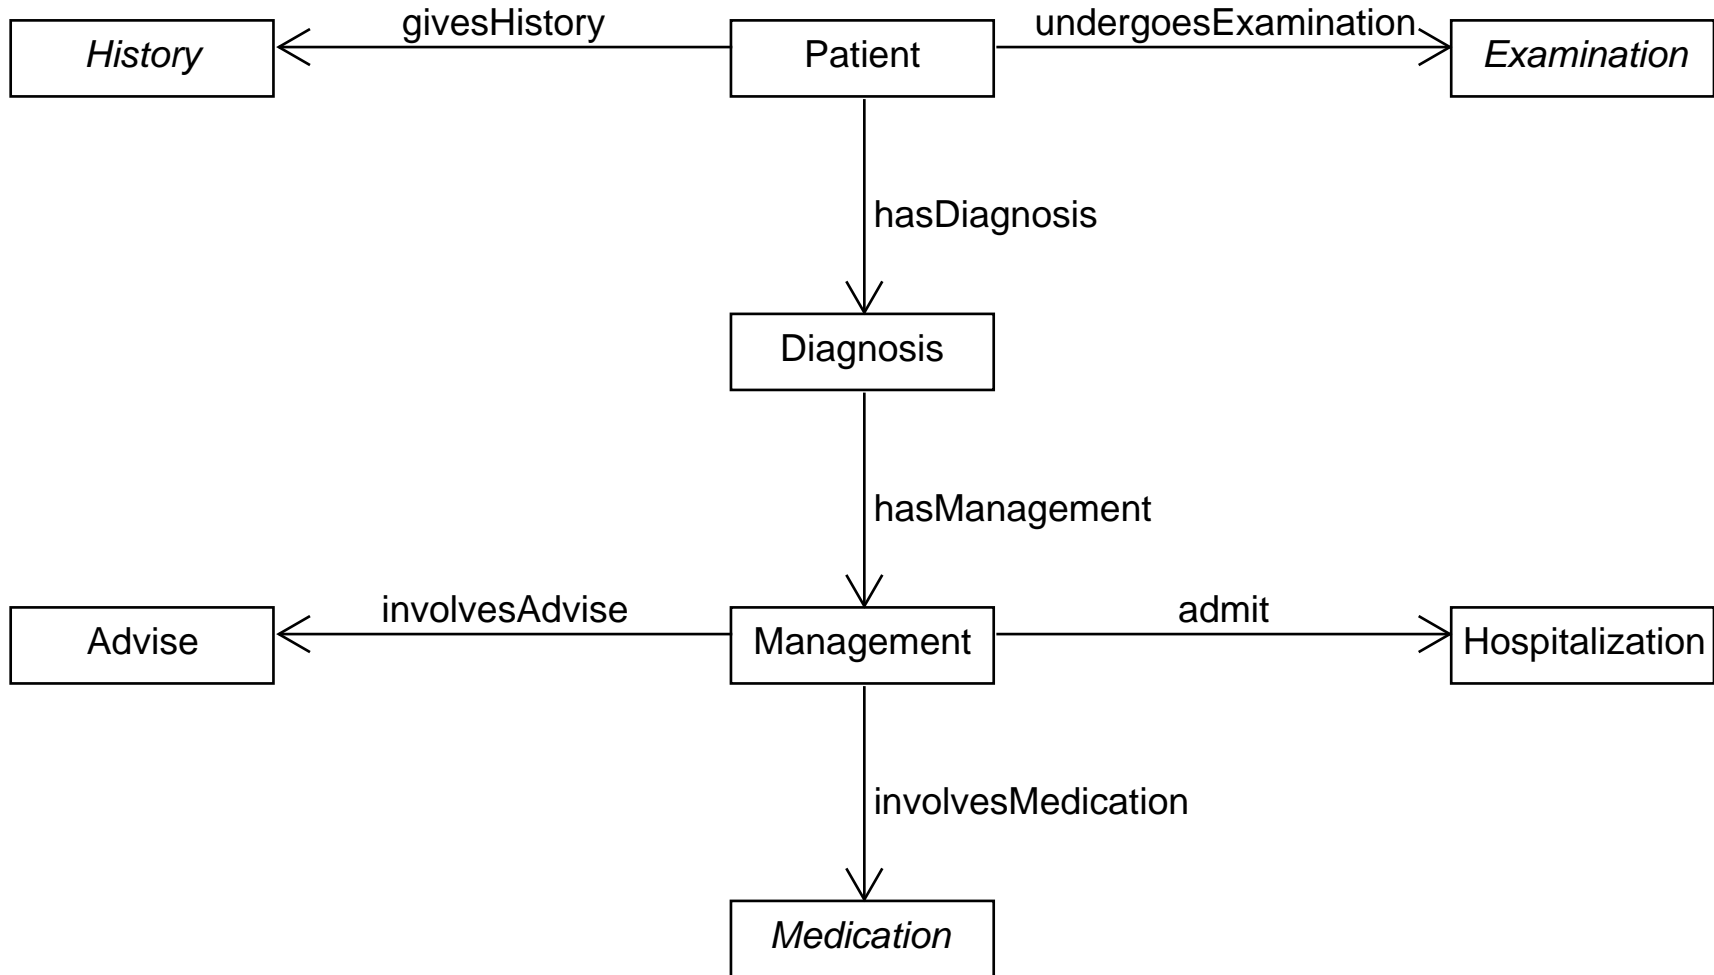 givesHistory
undergoesExamination
History
Patient
Examination
hasDiagnosis
Diagnosis
hasManagement
involvesAdvise
admit
Advise
Management
Hospitalization
involvesMedication
Medication